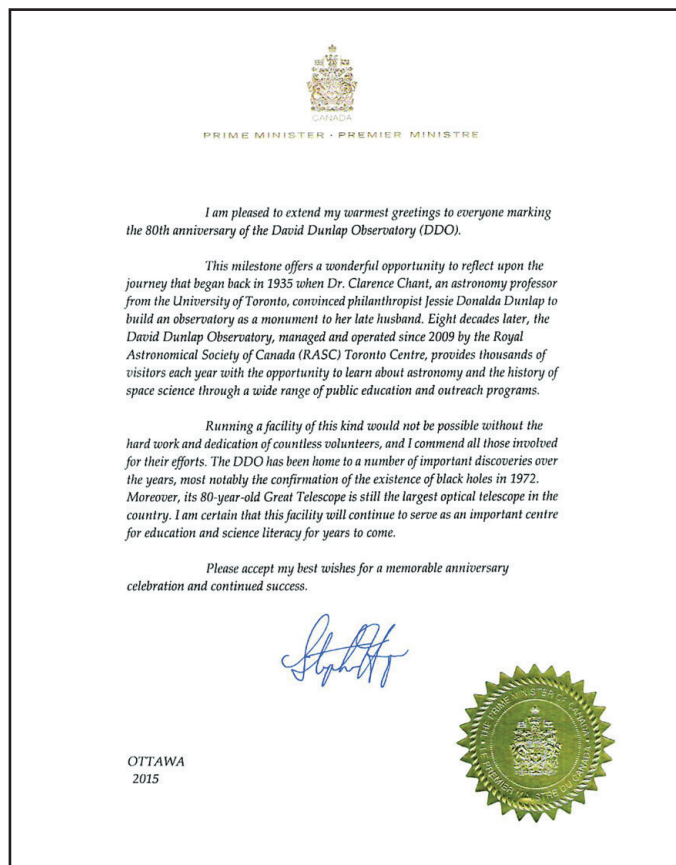 CANADA
PRIME MINISTER · PREMIER MINISTRE
I am pleased to extend my warmest greetings to everyone marking
the 80th anniversary of the David Dunlap Observatory (DDO).
This milestone offers a wonderful opportunity to reflect upon the
journey that began back in 1935 when Dr. Clarence Chant, an astronomy professor
from the University of Toronto, convinced philanthropist Jessie Donalda Dunlap to
build an observatory as a monument to her late husband. Eight decades later, the
David Dunlap Observatory, managed and operated since 2009 by the Royal
Astronomical Society of Canada (RASC) Toronto Centre, provides thousands of
visitors each year with the opportunity to learn about astronomy and the history of
space science through a wide range of public education and outreach programs.
Running a facility of this kind would not be possible without the
hard work and dedication of countless volunteers, and I commend all those involved
for their efforts. The DDO has been home to a number of important discoveries over
the years, most notably the confirmation of the existence of black holes in 1972.
Moreover, its 80-year-old Great Telescope is still the largest optical telescope in the
country. I am certain that this facility will continue to serve as an important centre
for education and science literacy for years to come.
Please accept my best wishes for a memorable anniversary
celebration and continued success.
THE PRIME MINISTER OF CANADA
LE PREMIER MINISTRE DU CANADA
OTTAWA
2015